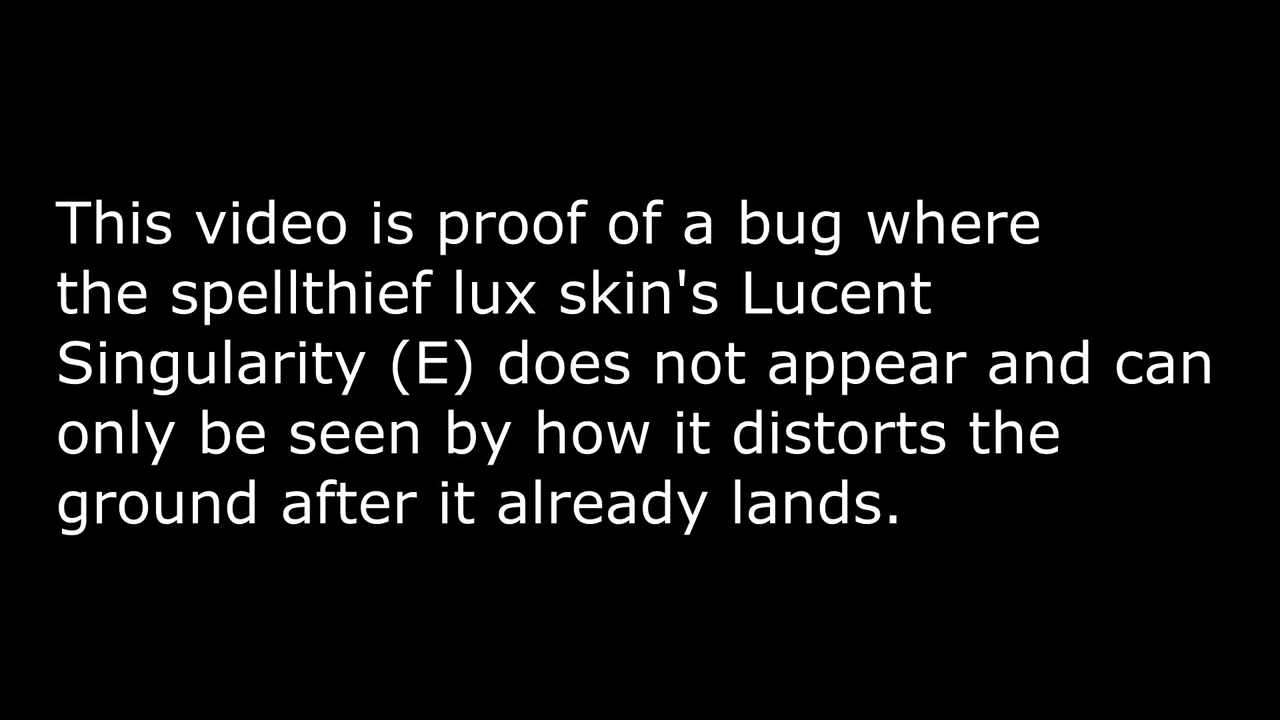 This video is proof of a bug where
the spellthief lux skin's Lucent
Singularity (E) does not appear and can
only be seen by how it distorts the
ground after it already lands.